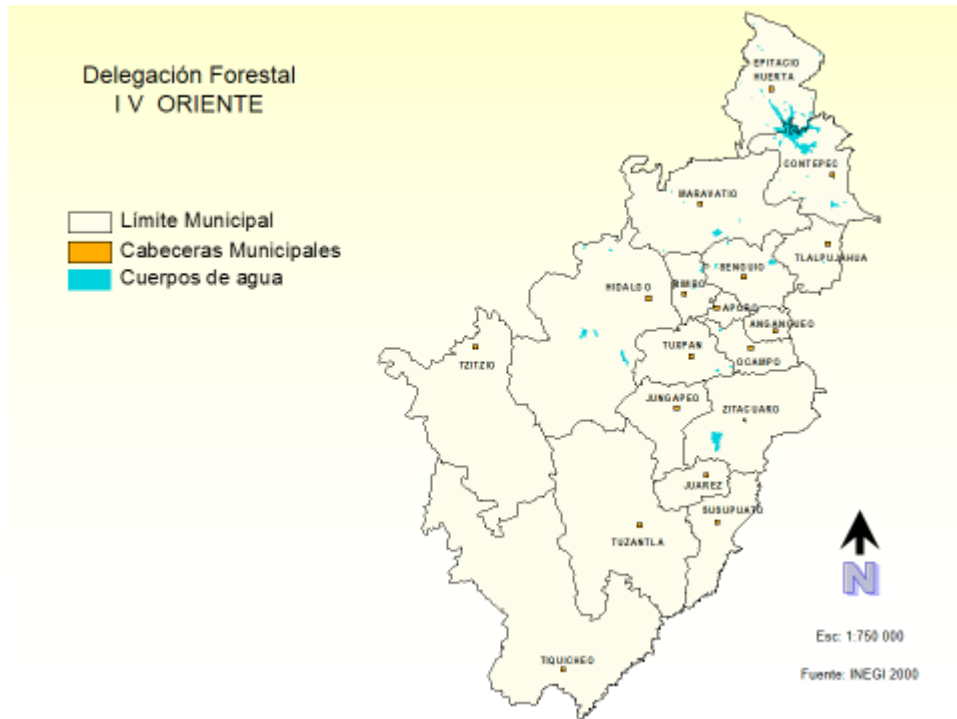 Delegación Forestal
I V ORIENTE
Límite Municipal
Cabeceras Municipales
Cuerpos de agua
EPITACIO
HUERTA
CONTEPEC
MARAVATIO
TLALPUJAHUA
SENGUIO
HIDALGO
IRIMBO
APORO
ANGANGUEO
TUXPAN
OCAMPO
TZITZIO
JUNGAPEO
ZITACUARO
JUAREZ
SUSUPUATO
TUZANTLA
TIQUICHEO
N
Esc: 1:750 000
Fuente: INEGI 2000